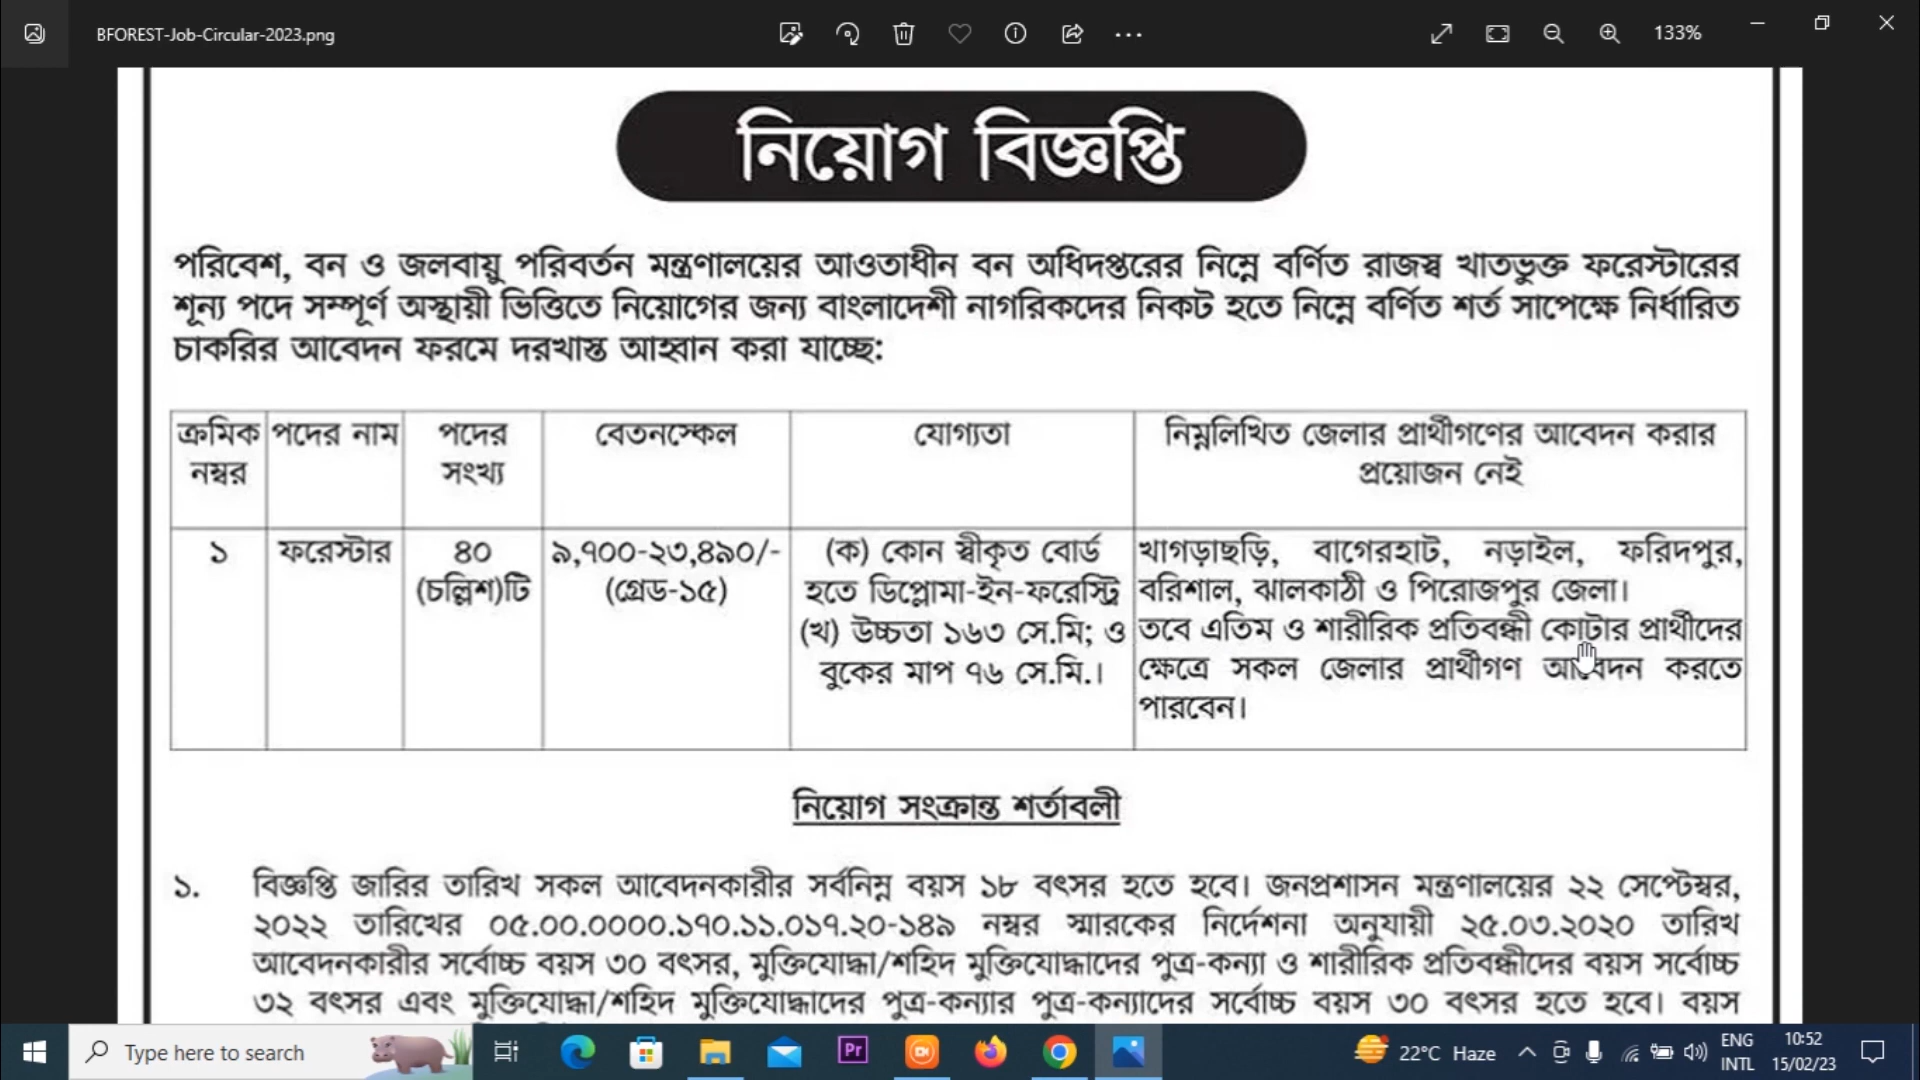 BFOREST-Job-Circular-2023.png
133%
নিয়োগ বিজ্ঞপ্তি
পরিবেশ, বন ও জলবায়ু পরিবর্তন মন্ত্রণালয়ের আওতাধীন বন অধিদপ্তরের নিম্নে বর্ণিত রাজস্ব খাতভুক্ত ফরেস্টারের
শূন্য পদে সম্পূর্ণ অস্থায়ী ভিত্তিতে নিয়োগের জন্য বাংলাদেশী নাগরিকদের নিকট হতে নিম্নে বর্ণিত শর্ত সাপেক্ষে নির্ধারিত
চাকরির আবেদন ফরমে দরখাস্ত আহ্বান করা যাচ্ছে:
ক্রমিক নম্বর
পদের নাম
পদের সংখ্য
বেতনস্কেল
যোগ্যতা
নিম্নলিখিত জেলার প্রার্থীগণের আবেদন করার
প্রয়োজন নেই
১
ফরেস্টার
৪০
(চল্লিশ)টি
৯,৭০০-২৩,৪৯০/-
(গ্রেড-১৫)
(ক) কোন স্বীকৃত বোর্ড
হতে ডিপ্লোমা-ইন-ফরেস্ট্রি
(খ) উচ্চতা ১৬৩ সে.মি; ও
বুকের মাপ ৭৬ সে.মি.।
খাগড়াছড়ি, বাগেরহাট, নড়াইল, ফরিদপুর,
বরিশাল, ঝালকাঠী ও পিরোজপুর জেলা।
তবে এতিম ও শারীরিক প্রতিবন্ধী কোটার প্রার্থীদের
ক্ষেত্রে সকল জেলার প্রার্থীগণ আবেদন করতে
পারবেন।
নিয়োগ সংক্রান্ত শর্তাবলী
১. বিজ্ঞপ্তি জারির তারিখ সকল আবেদনকারীর সর্বনিম্ন বয়স ১৮ বৎসর হতে হবে। জনপ্রশাসন মন্ত্রণালয়ের ২২ সেপ্টেম্বর,
২০২২ তারিখের ০৫.০০.০০০০.১৭০.১১.০১৭.২০-১৪৯ নম্বর স্মারকের নির্দেশনা অনুযায়ী ২৫.০৩.২০২০ তারিখ
আবেদনকারীর সর্বোচ্চ বয়স ৩০ বৎসর, মুক্তিযোদ্ধা/শহিদ মুক্তিযোদ্ধাদের পুত্র-কন্যা ও শারীরিক প্রতিবন্ধীদের বয়স সর্বোচ্চ
৩২ বৎসর এবং মুক্তিযোদ্ধা/শহিদ মুক্তিযোদ্ধাদের পুত্র-কন্যার পুত্র-কন্যাদের সর্বোচ্চ বয়স ৩০ বৎসর হতে হবে। বয়স
Type here to search
Pr
22°C Haze
ENG
INTL
10:52
15/02/23